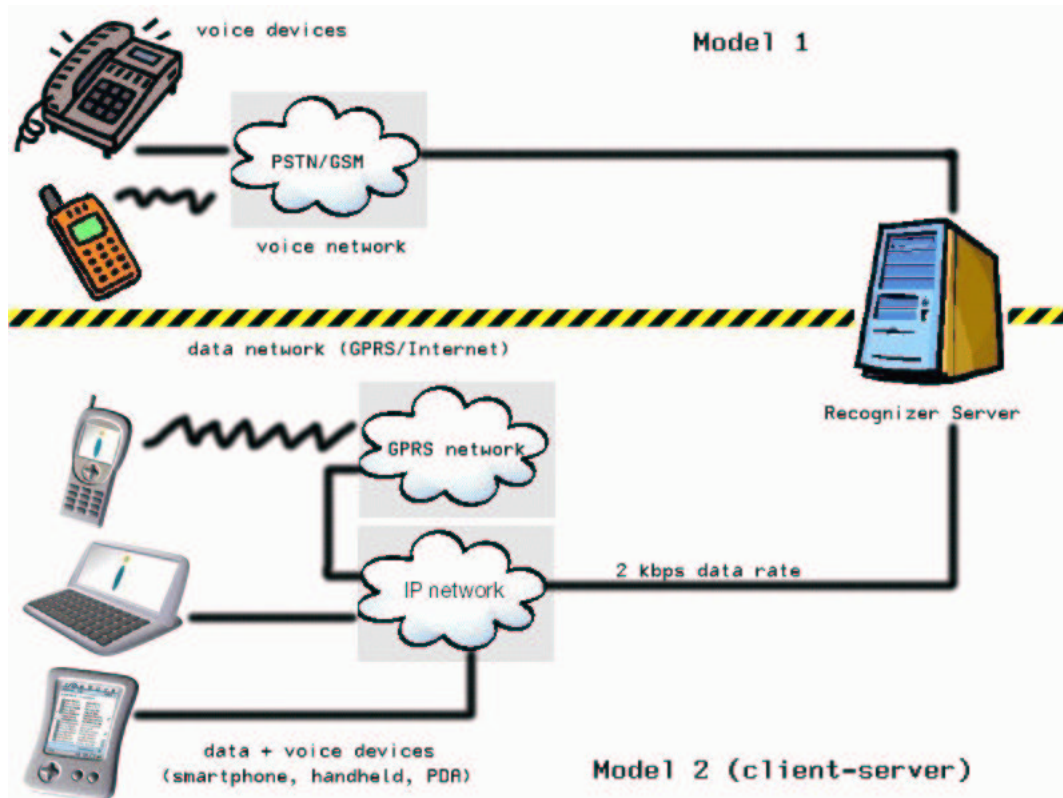 voice devices
Model 1
PSTN/GSM
voice network
data network (GPRS/Internet)
Recognizer Server
GPRS network
IP network
2 kbps data rate
data + voice devices
(smartphone, handheld, PDA)
Model 2 (client-server)